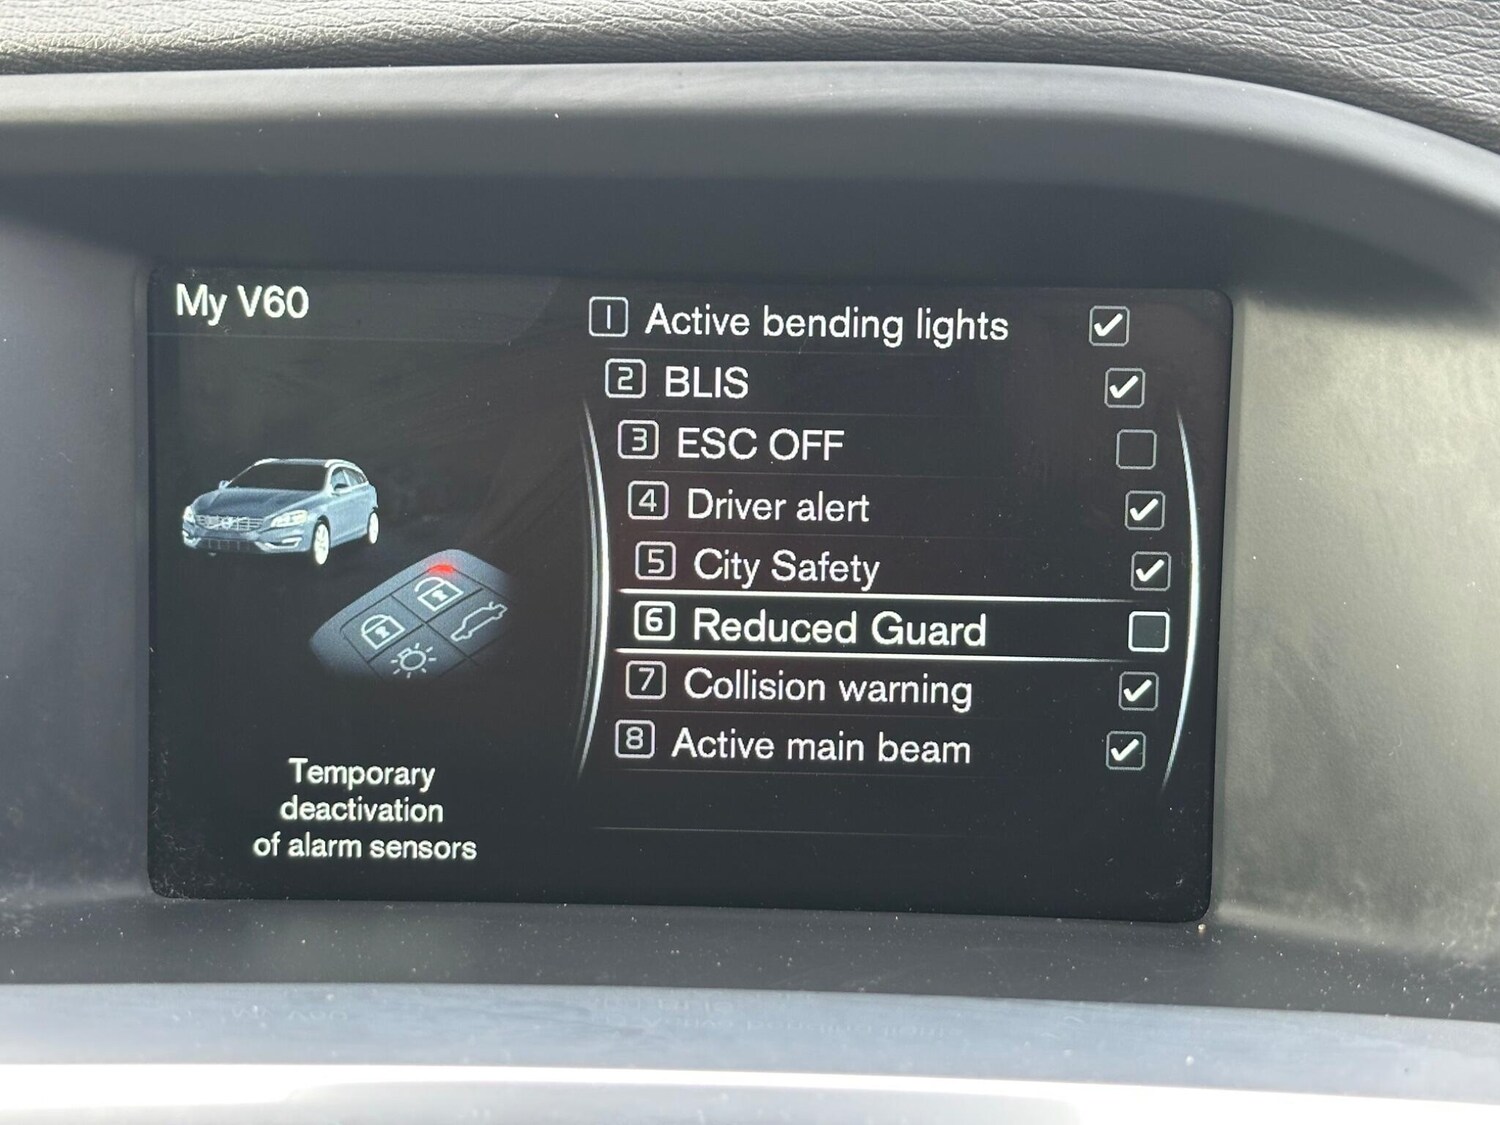 My V60
1 Active bending lights
2 BLIS
3 ESC OFF
4 Driver alert
5 City Safety
6 Reduced Guard
7 Collision warning
8 Active main beam
Temporary
deactivation
of alarm sensors